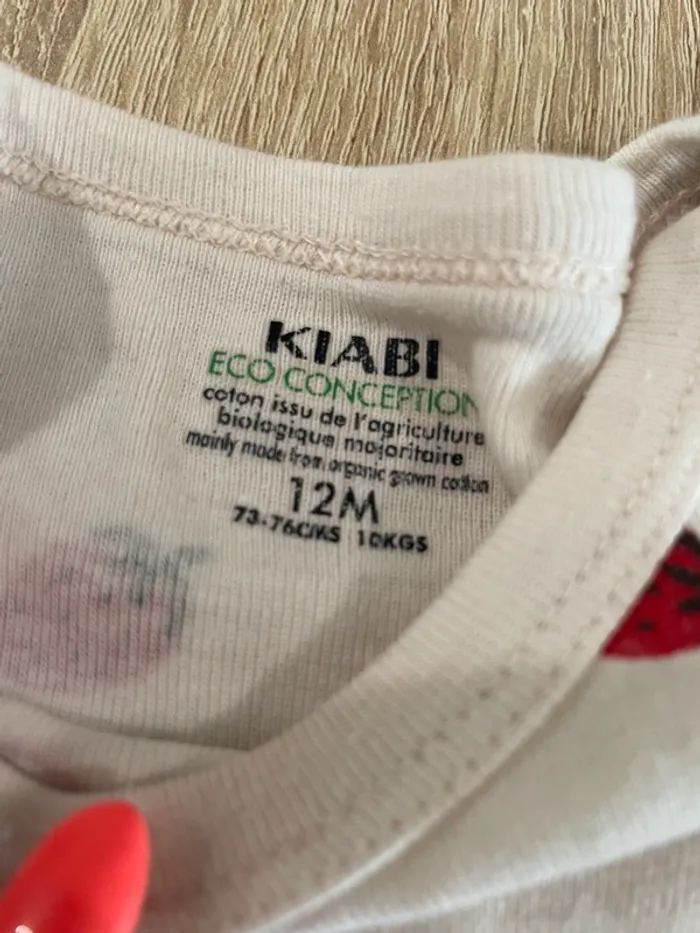 KIABI
ECO CONCEPTION
coton issu de l'agriculture
biologique majoritaire
mainly made from organic grown cotton
12M
73-76CMS 10KGS